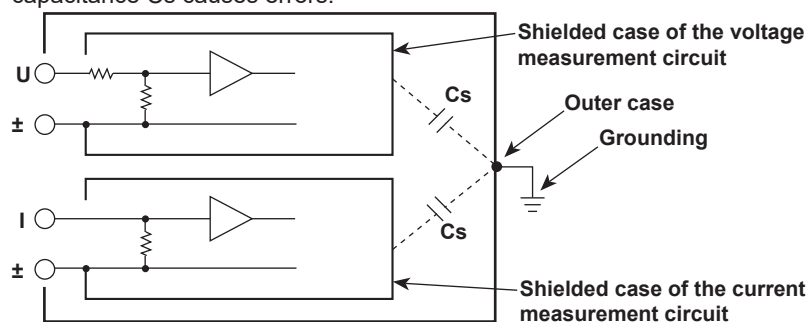 capacitance Cs causes errors.
Shielded case of the voltage
measurement circuit
U
Cs
Outer case
±
Grounding
I
Cs
±
Shielded case of the current
measurement circuit